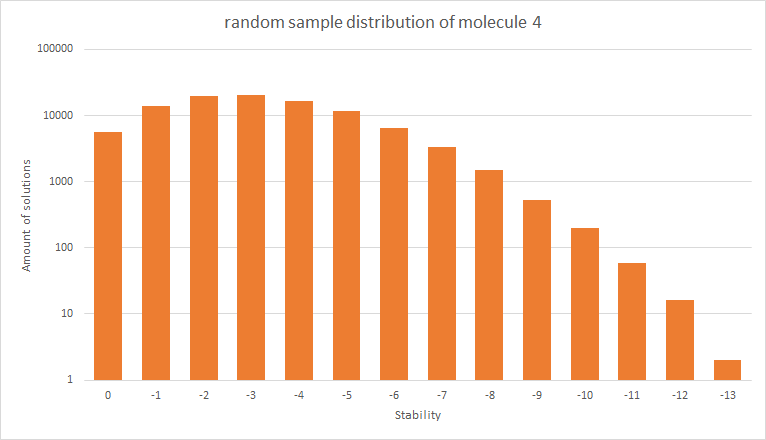 random sample distribution of molecule 4
100000
10000
1000
100
10
1
Amount of solutions
0 -1 -2 -3 -4 -5 -6 -7 -8 -9 -10 -11 -12 -13
Stability